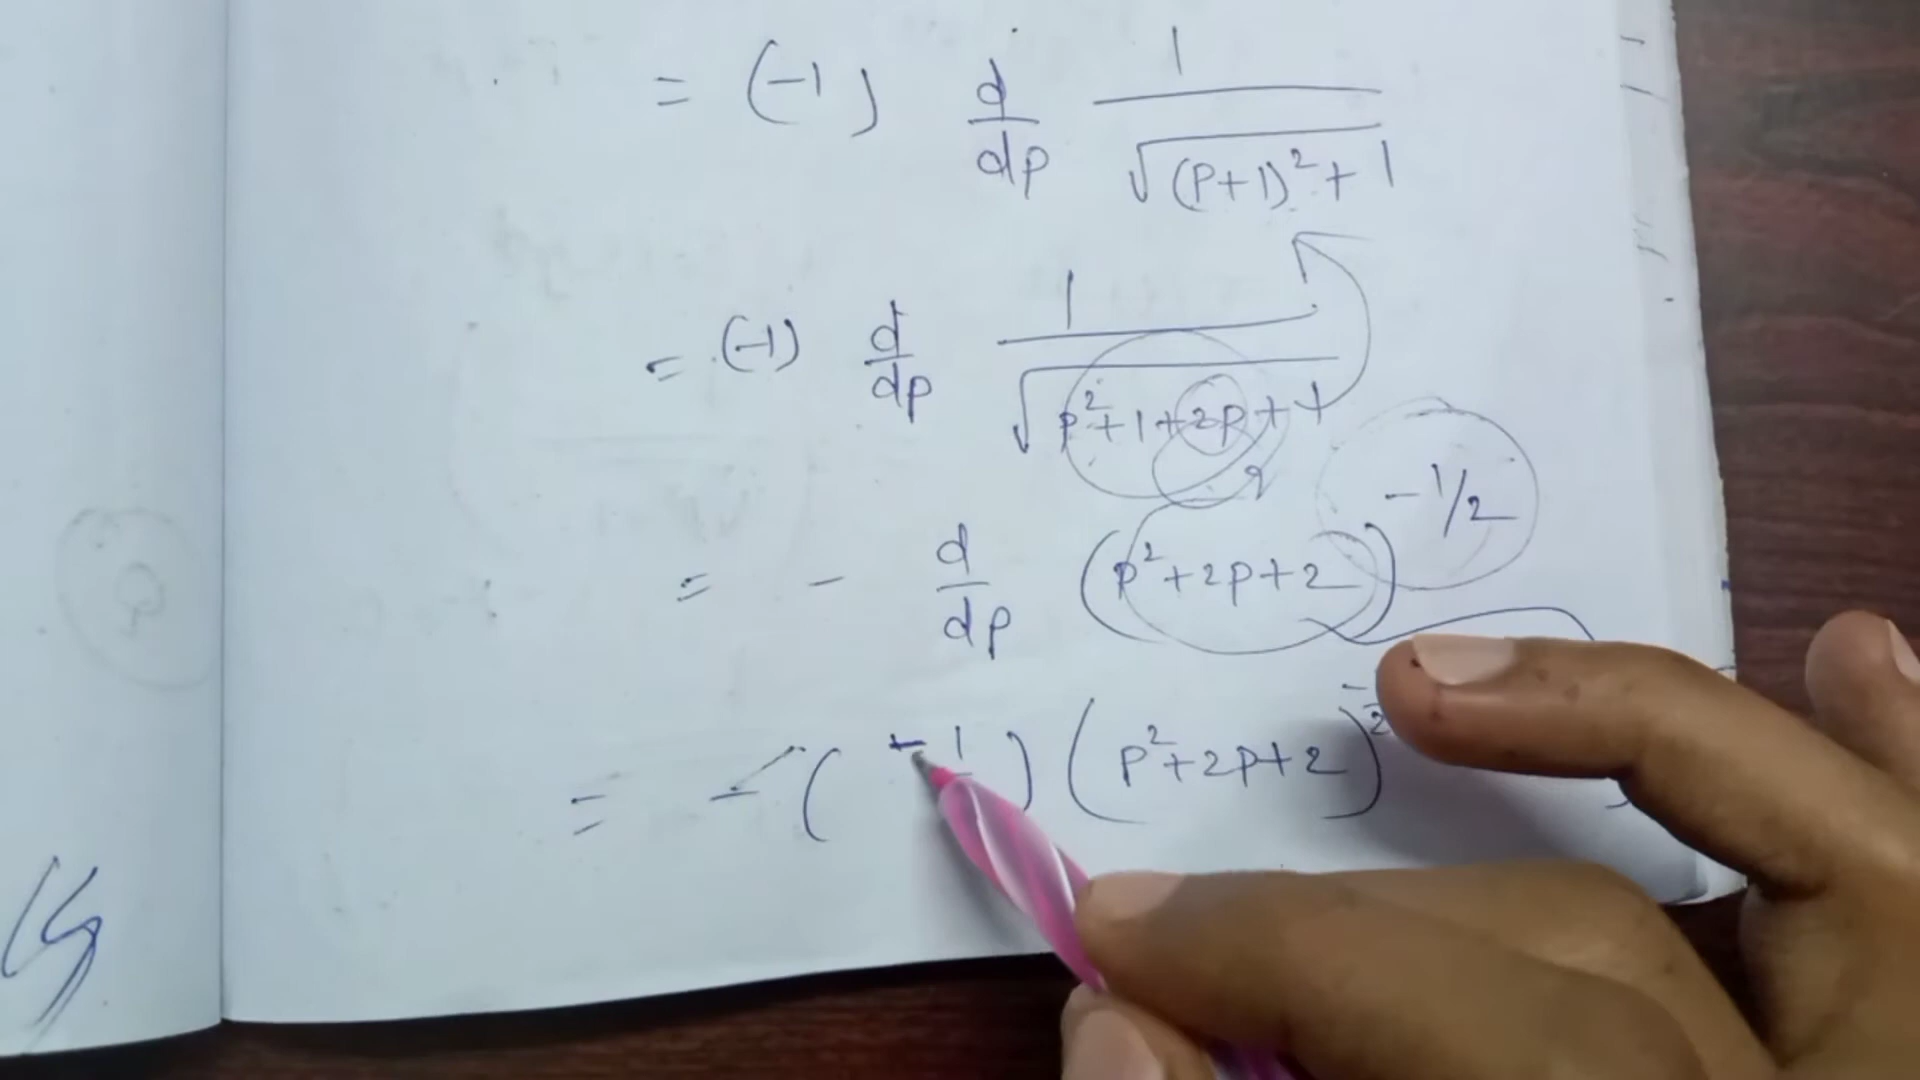 = (-1) d/dp 1/√((p+1)²+1
= (-1) d/dp 1/√(p²+1+2p+1
2
= - d/dp (p²+2p+2)^(-1/2)
= - (-1/) (p²+2p+2)